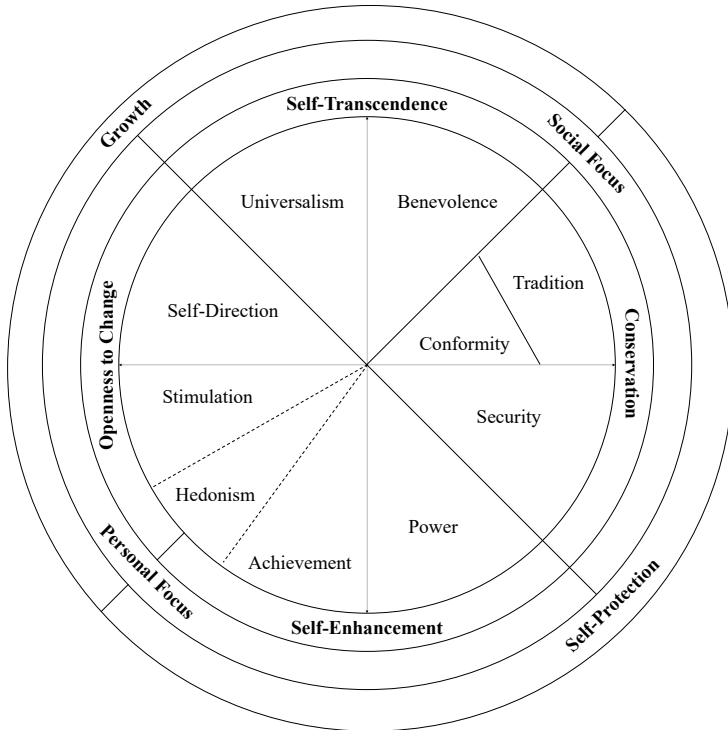 Growth
Self-Transcendence
Social Focus
Universalism
Benevolence
Tradition
Self-Direction
Openness to Change
Conformity
Conservation
Stimulation
Security
Hedonism
Power
Achievement
Personal Focus
Self-Enhancement
Self-Protection